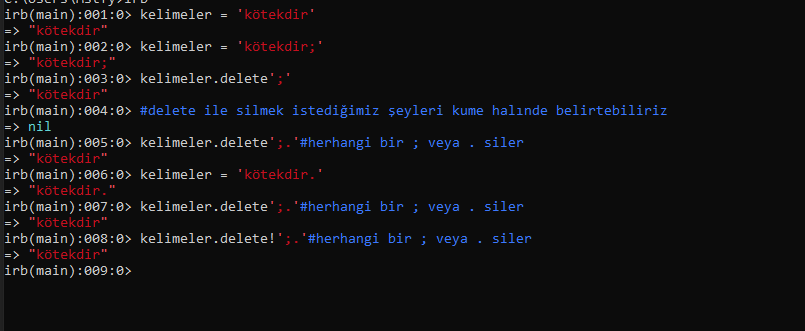 irb(main):001:0> kelimeler = 'kötekdir'
=> "kötekdir"
irb(main):002:0> kelimeler = 'kötekdir;'
=> "kötekdir;"
irb(main):003:0> kelimeler.delete';'
=> "kötekdir"
irb(main):004:0> #delete ile silmek istediğimiz şeyleri kume halınde belirtebiliriz
=> nil
irb(main):005:0> kelimeler.delete';.'#herhangi bir ; veya . siler
=> "kötekdir"
irb(main):006:0> kelimeler = 'kötekdir.'
=> "kötekdir."
irb(main):007:0> kelimeler.delete';.'#herhangi bir ; veya . siler
=> "kötekdir"
irb(main):008:0> kelimeler.delete!';.'#herhangi bir ; veya . siler
=> "kötekdir"
irb(main):009:0>